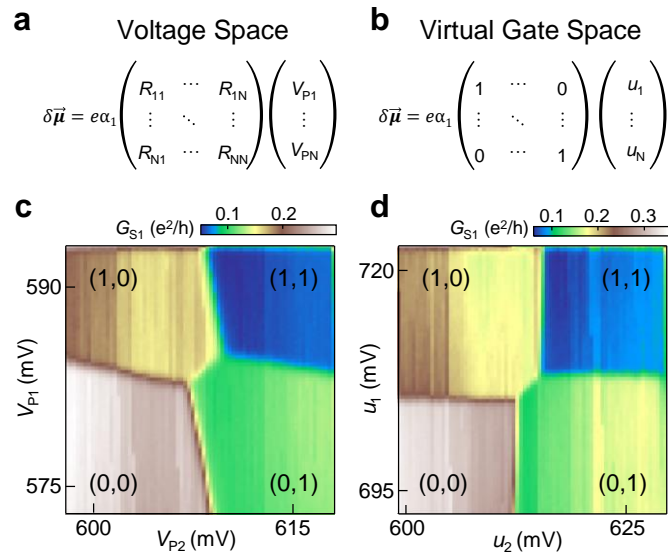 a Voltage Space
δμ⃗ = eα₁ ( R₁₁ ⋯ R₁N ) ( VP1 )
⋮ ⋱ ⋮ ⋮
RN1 ⋯ RNN VPN
b Virtual Gate Space
δμ⃗ = eα₁ ( 1 ⋯ 0 ) ( u₁ )
⋮ ⋱ ⋮ ⋮
0 ⋯ 1 uN
c GS1 (e²/h) 0.1 0.2
(1,0) (1,1)
590
VP1 (mV)
575
(0,0) (0,1)
600 615
VP2 (mV)
d GS1 (e²/h) 0.1 0.2 0.3
720
(1,0) (1,1)
u₁ (mV)
695
(0,0) (0,1)
600 625
u₂ (mV)